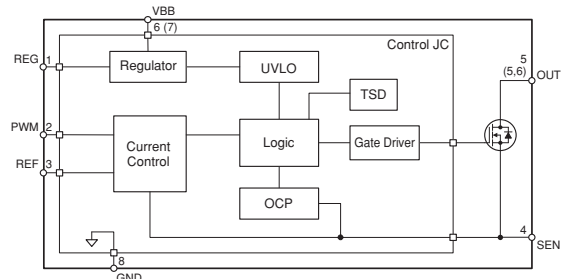 VBB
6 (7)
Control JC
REG 1
Regulator
UVLO
5
(5,6)
OUT
TSD
PWM 2
REF 3
Current
Control
Logic
Gate Driver
OCP
4
SEN
8
GND